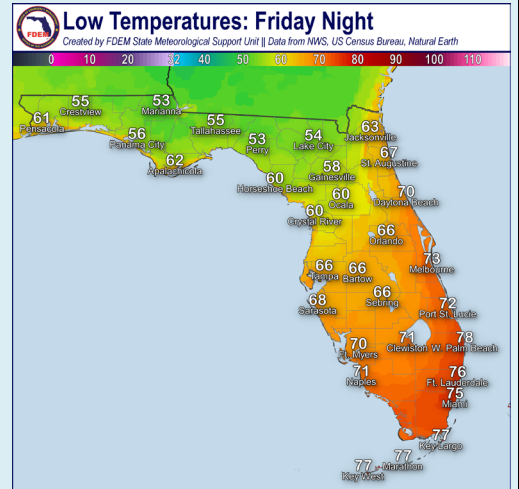 FDEM
Low Temperatures: Friday Night
Created by FDEM State Meteorological Support Unit || Data from NWS, US Census Bureau, Natural Earth
0 10 20 32 40 50 60 70 80 90 100 110
61
Pensacola
55
Crestview
53
Marianna
56
Panama City
55
Tallahassee
62
Apalachicola
53
Perry
54
Lake City
63
Jacksonville
67
St. Augustine
58
Gainesville
60
Horseshoe Beach
60
Ocala
70
Daytona Beach
60
Crystal River
66
Orlando
73
Melbourne
66
Tampa
66
Bartow
66
Sebring
68
Sarasota
72
Port St. Lucie
70
Ft. Myers
71
Clewiston
78
W. Palm Beach
71
Naples
76
Ft. Lauderdale
75
Miami
77
Key Largo
77
Marathon
77
Key West